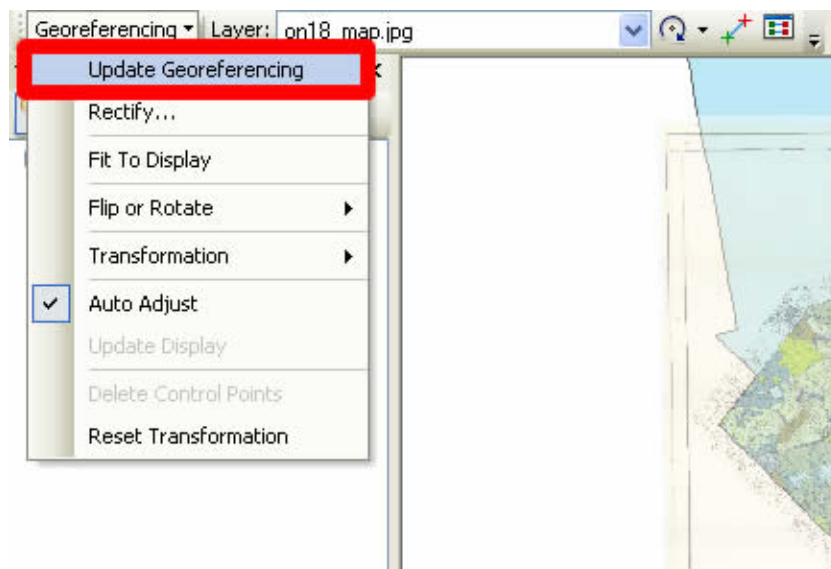 Georeferencing Layer: on18_map.jpg
Update Georeferencing
Rectify...
Fit To Display
Flip or Rotate
Transformation
Auto Adjust
Update Display
Delete Control Points
Reset Transformation